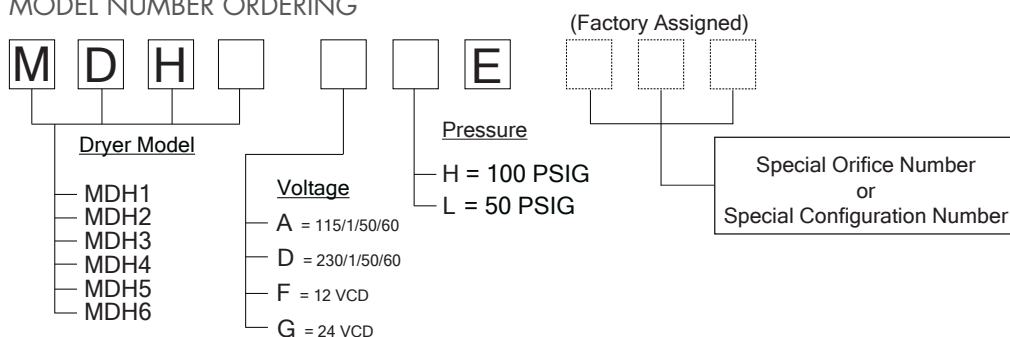 MODEL NUMBER ORDERING
(Factory Assigned)
M D H E
Dryer Model
MDH1
MDH2
MDH3
MDH4
MDH5
MDH6
Voltage
A = 115/1/50/60
D = 230/1/50/60
F = 12 VCD
G = 24 VCD
Pressure
H = 100 PSIG
L = 50 PSIG
Special Orifice Number
or
Special Configuration Number